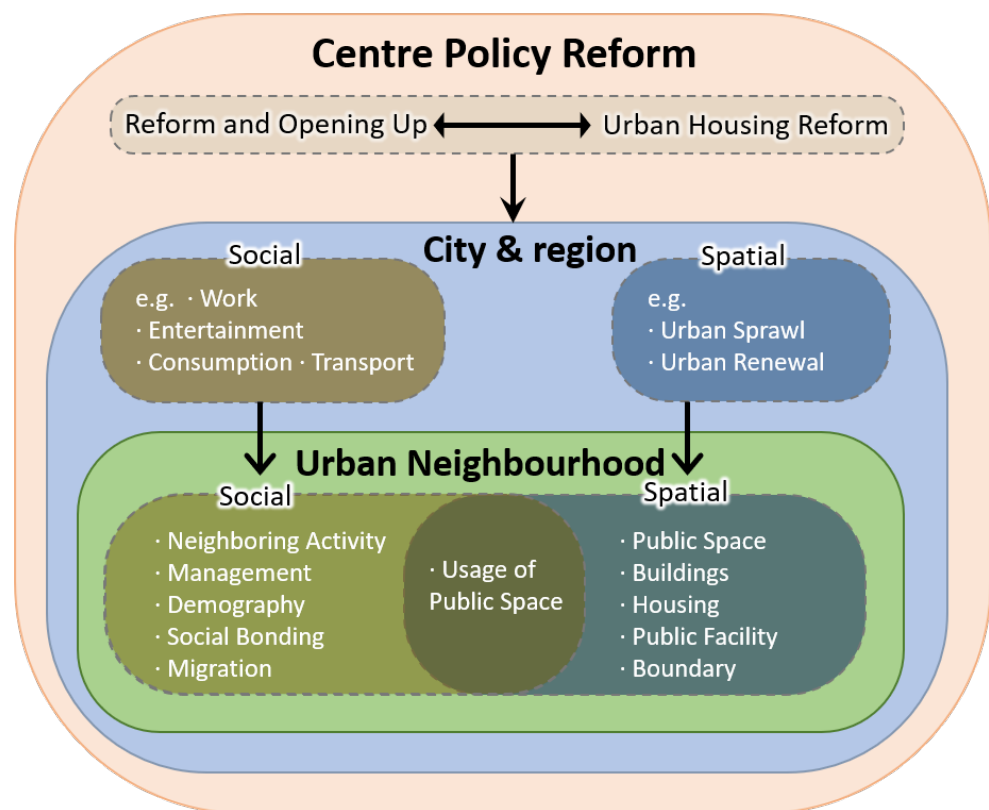 Centre Policy Reform
Reform and Opening Up
Urban Housing Reform
City & region
Social
e.g. · Work
· Entertainment
· Consumption · Transport
Spatial
e.g.
· Urban Sprawl
· Urban Renewal
Urban Neighbourhood
Social
· Neighboring Activity
· Management
· Demography
· Social Bonding
· Migration
· Usage of
Public Space
Spatial
· Public Space
· Buildings
· Housing
· Public Facility
· Boundary